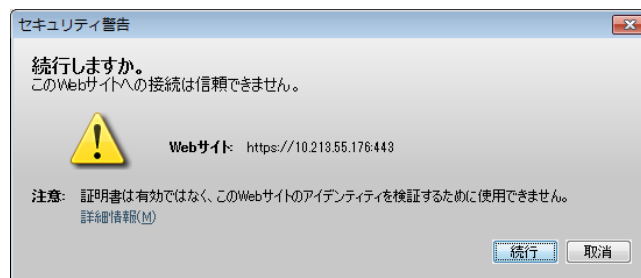 セキュリティ警告
続行しますか。
このWebサイトへの接続は信頼できません。
Webサイト: https://10.213.55.176:443
注意: 証明書は有効ではなく、このWebサイトのアイデンティティを検証するために使用できません。
詳細情報(M)
続行 取消